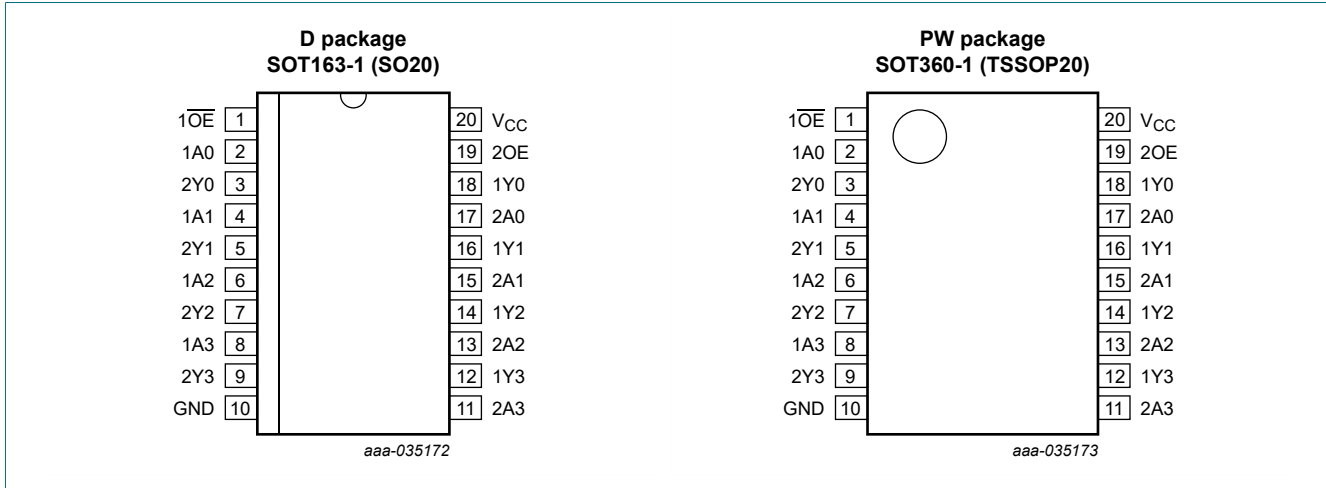 D package
SOT163-1 (SO20)
1O̅E̅ 1
1A0 2
2Y0 3
1A1 4
2Y1 5
1A2 6
2Y2 7
1A3 8
2Y3 9
GND 10
20 VCC
19 2OE
18 1Y0
17 2A0
16 1Y1
15 2A1
14 1Y2
13 2A2
12 1Y3
11 2A3
aaa-035172
PW package
SOT360-1 (TSSOP20)
1O̅E̅ 1
1A0 2
2Y0 3
1A1 4
2Y1 5
1A2 6
2Y2 7
1A3 8
2Y3 9
GND 10
20 VCC
19 2OE
18 1Y0
17 2A0
16 1Y1
15 2A1
14 1Y2
13 2A2
12 1Y3
11 2A3
aaa-035173